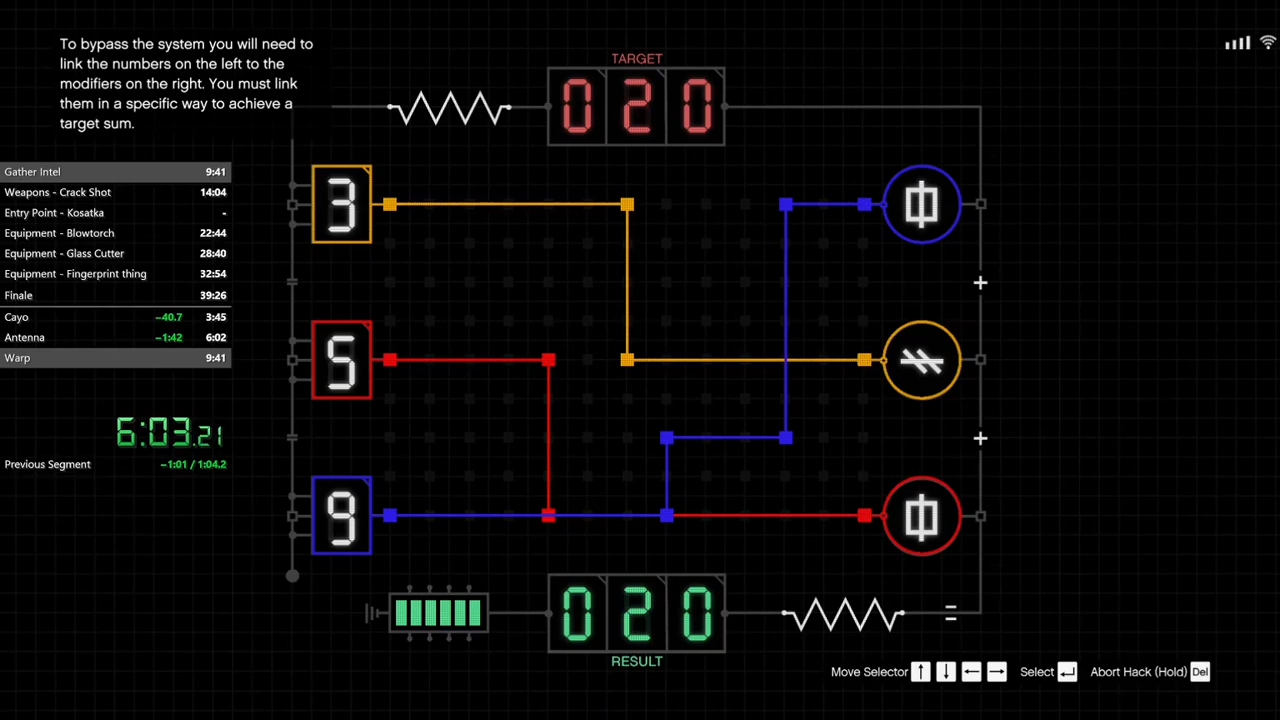 To bypass the system you will need to
link the numbers on the left to the
modifiers on the right. You must link
them in a specific way to achieve a
target sum.
TARGET
020
Gather Intel 9:41
Weapons - Crack Shot 14:04
Entry Point - Kosatka -
Equipment - Blowtorch 22:44
Equipment - Glass Cutter 28:40
Equipment - Fingerprint thing 32:54
Finale 39:26
Cayo −40.7 3:45
Antenna −1:42 6:02
Warp 9:41
6:03.21
Previous Segment −1:01 / 1:04.2
3
5
9
+
+
=
020
RESULT
Move Selector ↑ ↓ ← → Select Abort Hack (Hold) Del